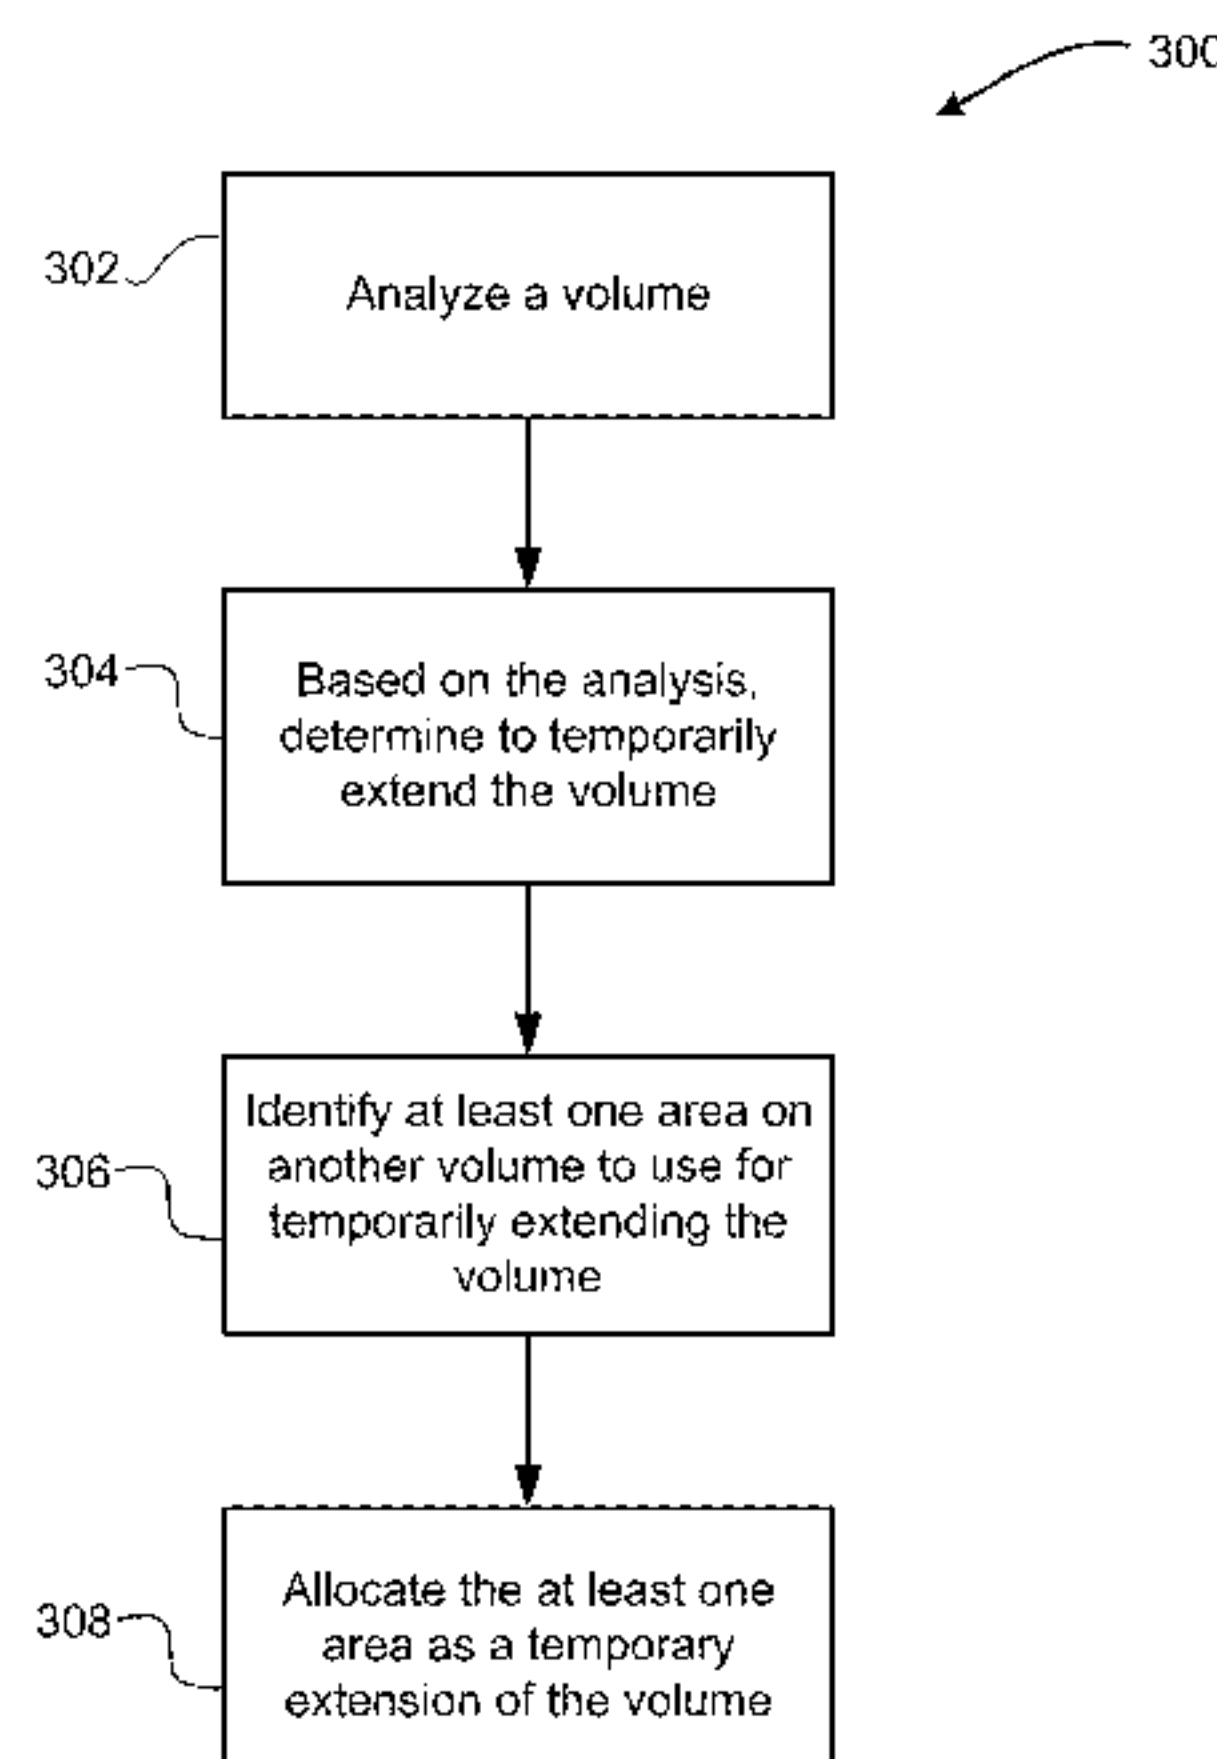 300
302
Analyze a volume
304
Based on the analysis,
determine to temporarily
extend the volume
306
Identify at least one area on
another volume to use for
temporarily extending the
volume
308
Allocate the at least one
area as a temporary
extension of the volume